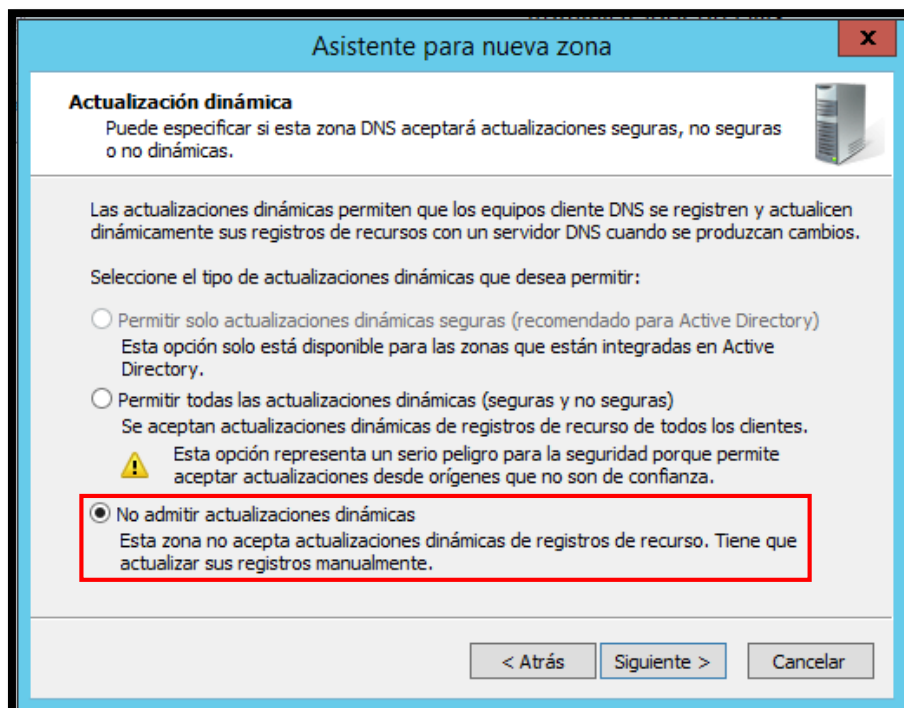 Asistente para nueva zona
x
Actualización dinámica
Puede especificar si esta zona DNS aceptará actualizaciones seguras, no seguras
o no dinámicas.
Las actualizaciones dinámicas permiten que los equipos cliente DNS se registren y actualicen
dinámicamente sus registros de recursos con un servidor DNS cuando se produzcan cambios.
Seleccione el tipo de actualizaciones dinámicas que desea permitir:
Permitir solo actualizaciones dinámicas seguras (recomendado para Active Directory)
Esta opción solo está disponible para las zonas que están integradas en Active
Directory.
Permitir todas las actualizaciones dinámicas (seguras y no seguras)
Se aceptan actualizaciones dinámicas de registros de recurso de todos los clientes.
Esta opción representa un serio peligro para la seguridad porque permite
aceptar actualizaciones desde orígenes que no son de confianza.
No admitir actualizaciones dinámicas
Esta zona no acepta actualizaciones dinámicas de registros de recurso. Tiene que
actualizar sus registros manualmente.
< Atrás
Siguiente >
Cancelar